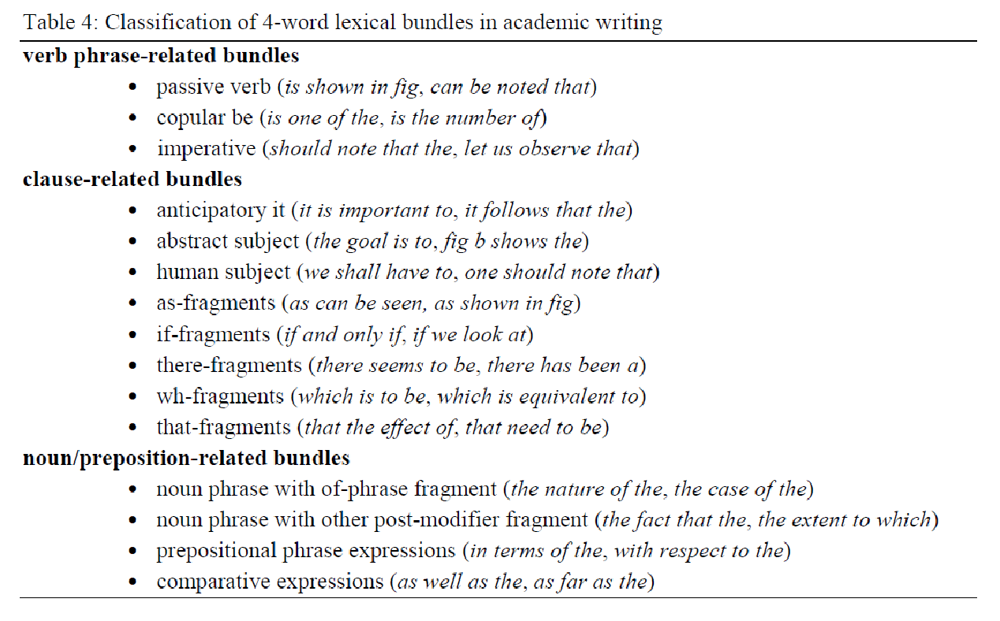 Table 4: Classification of 4-word lexical bundles in academic writing
verb phrase-related bundles
• passive verb (is shown in fig, can be noted that)
• copular be (is one of the, is the number of)
• imperative (should note that the, let us observe that)
clause-related bundles
• anticipatory it (it is important to, it follows that the)
• abstract subject (the goal is to, fig b shows the)
• human subject (we shall have to, one should note that)
• as-fragments (as can be seen, as shown in fig)
• if-fragments (if and only if, if we look at)
• there-fragments (there seems to be, there has been a)
• wh-fragments (which is to be, which is equivalent to)
• that-fragments (that the effect of, that need to be)
noun/preposition-related bundles
• noun phrase with of-phrase fragment (the nature of the, the case of the)
• noun phrase with other post-modifier fragment (the fact that the, the extent to which)
• prepositional phrase expressions (in terms of the, with respect to the)
• comparative expressions (as well as the, as far as the)